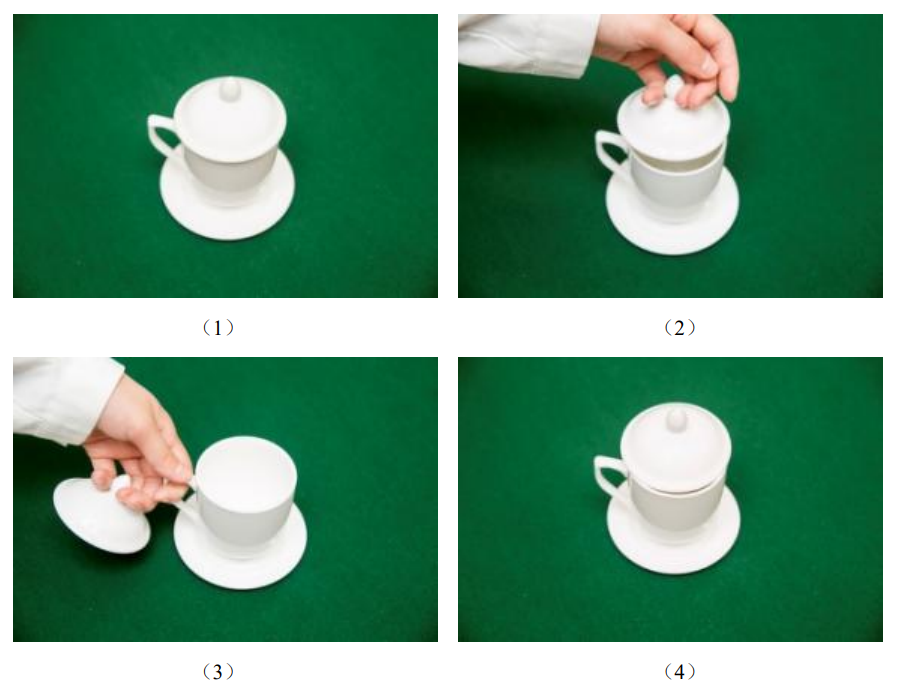 （1）
（2）
（3）
（4）